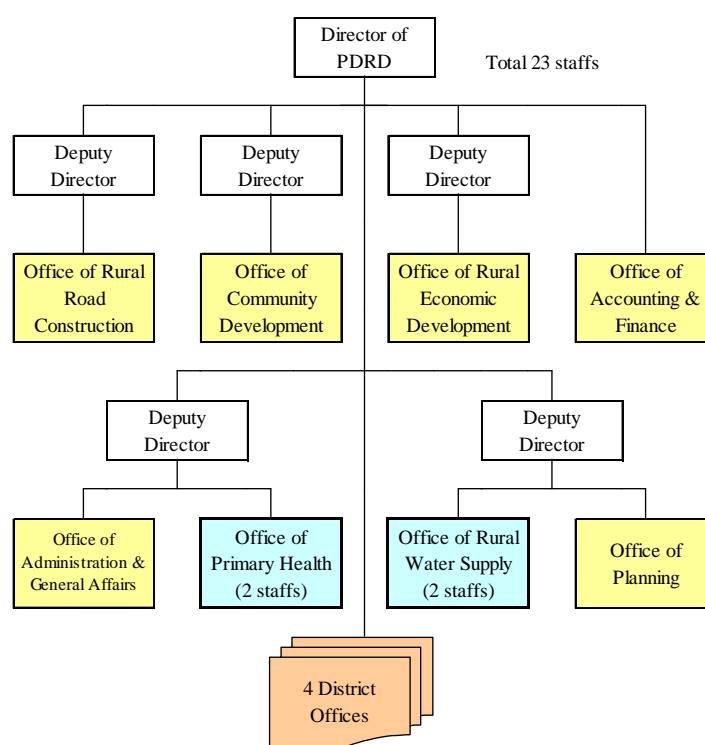 Director of
PDRD
Total 23 staffs
Deputy
Director
Deputy
Director
Deputy
Director
Office of Rural
Road
Construction
Office of
Community
Development
Office of Rural
Economic
Development
Office of
Accounting &
Finance
Deputy
Director
Deputy
Director
Office of
Administration &
General Affairs
Office of
Primary Health
(2 staffs)
Office of Rural
Water Supply
(2 staffs)
Office of
Planning
4 District
Offices